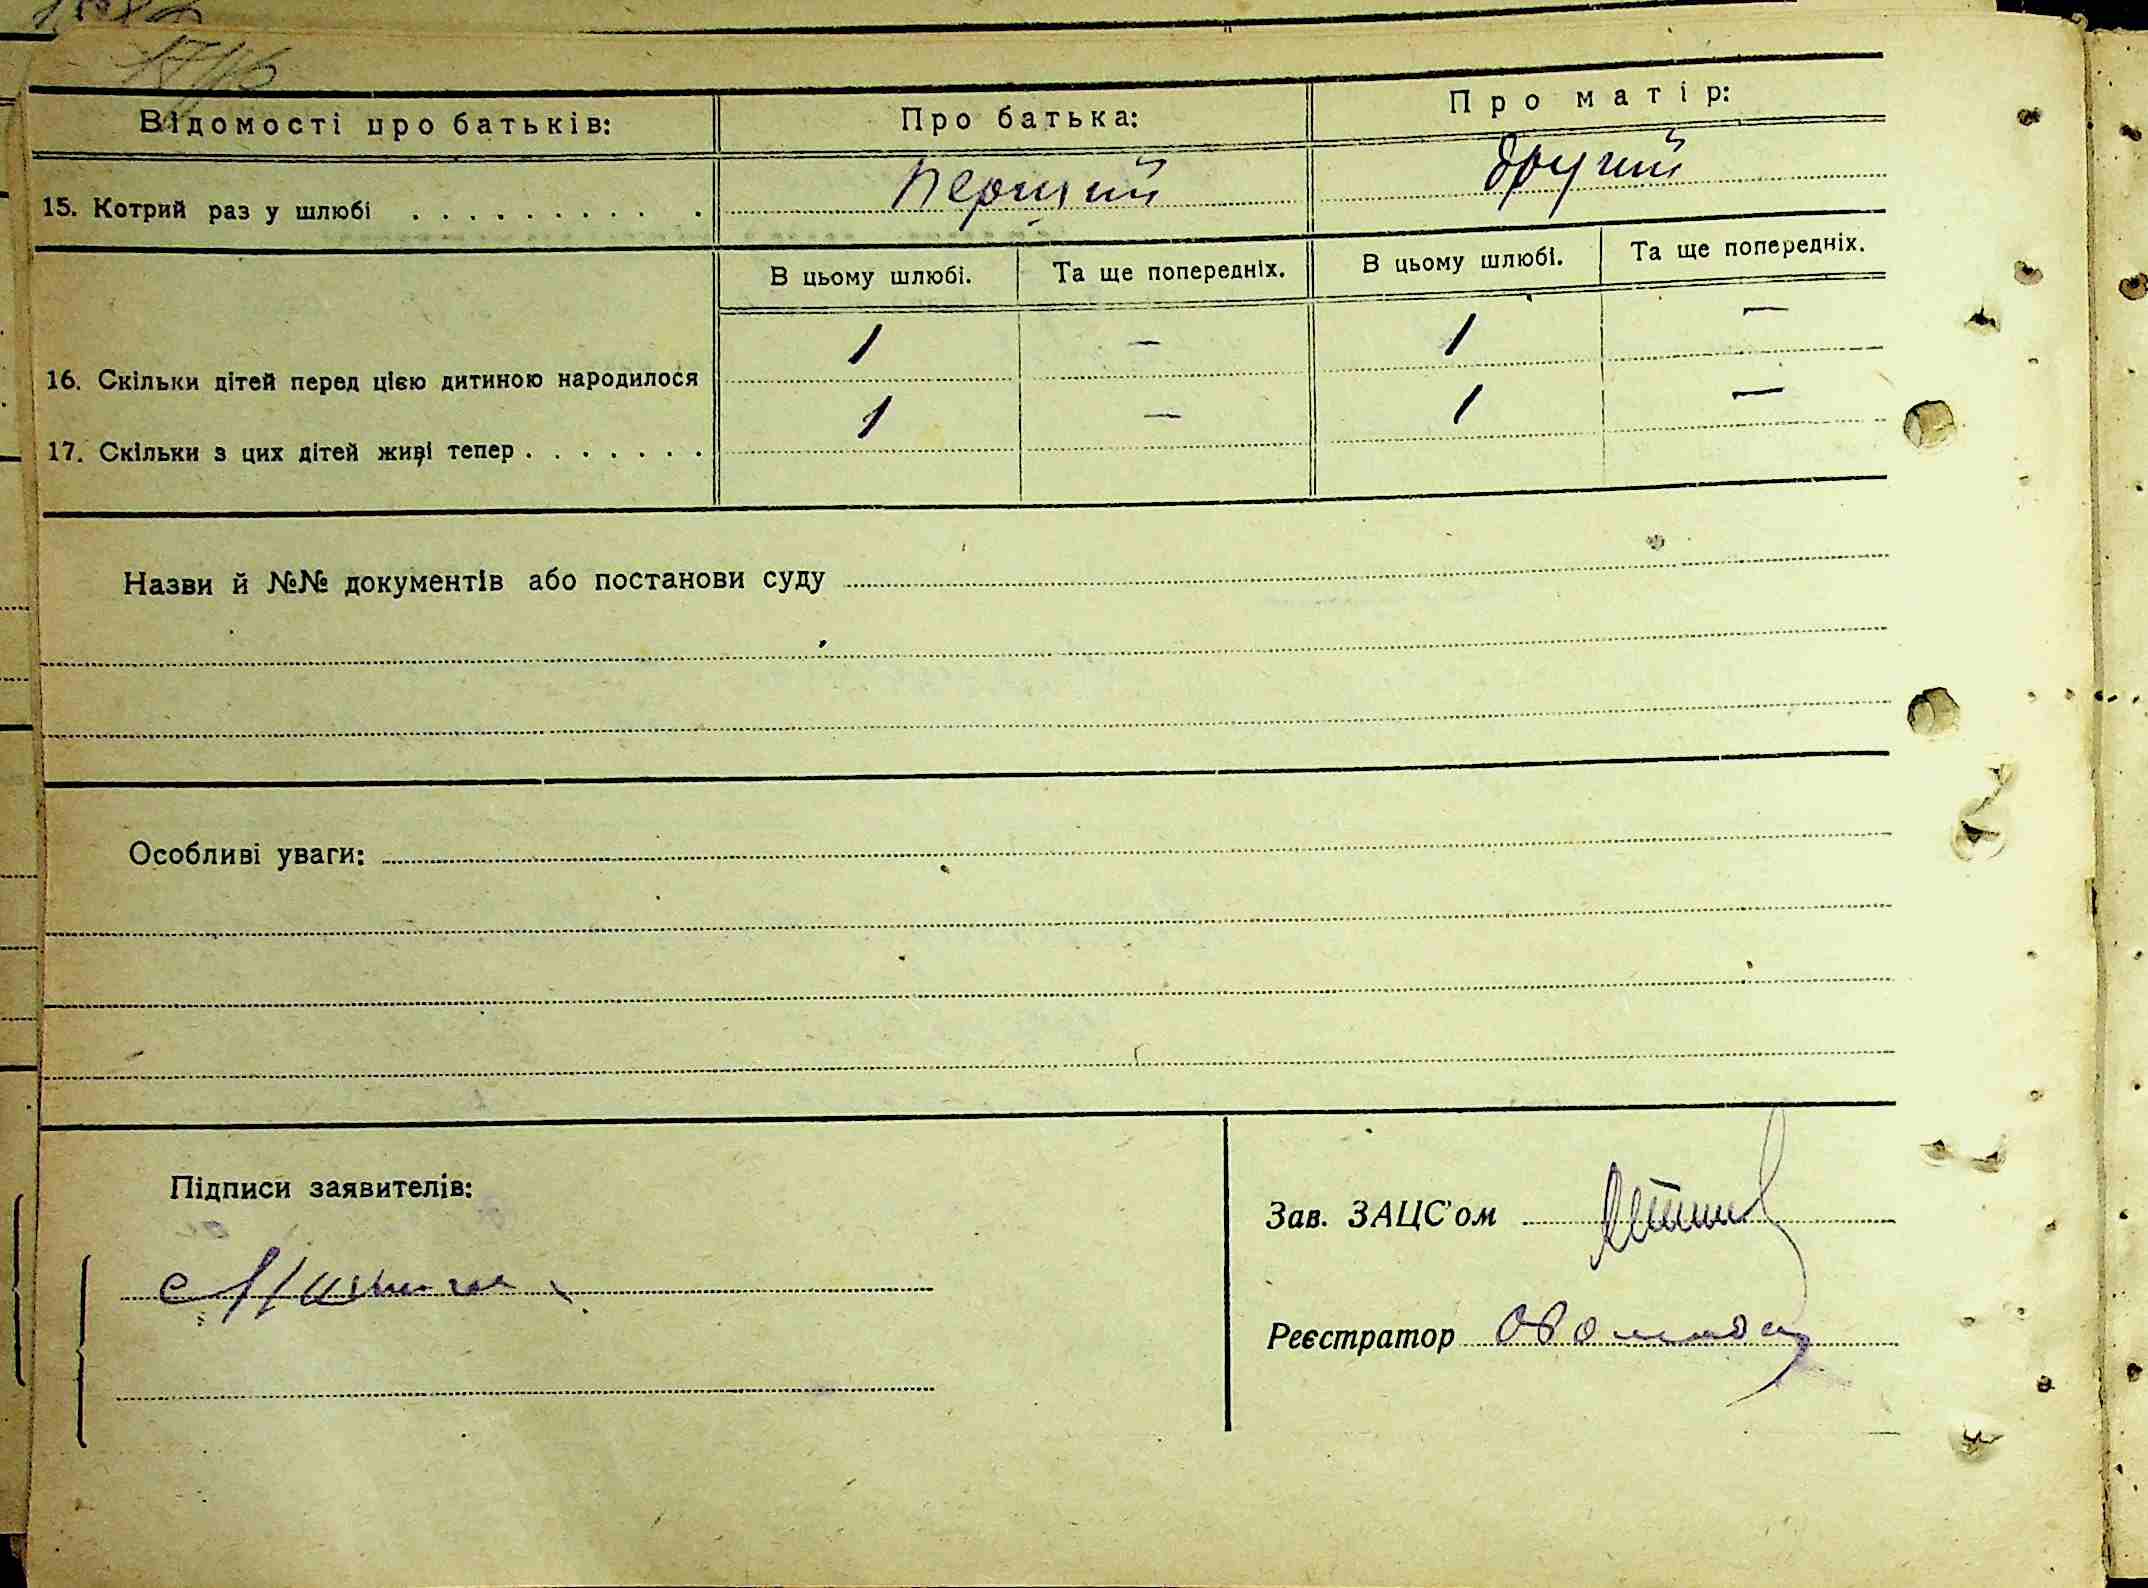 1716
Відомості про батьків: Про батька: Про матір:
15. Котрий раз у шлюбі . . . . . . . . . . . перший другий
В цьому шлюбі. Та ще попередніх. В цьому шлюбі. Та ще попередніх.
16. Скільки дітей перед цією дитиною народилося 1 — 1 —
17. Скільки з цих дітей живі тепер . . . . . . . 1 — 1 —
Назви й №№ документів або постанови суду
Особливі уваги:
Підписи заявителів:
Зав. ЗАЦС'ом
Реєстратор